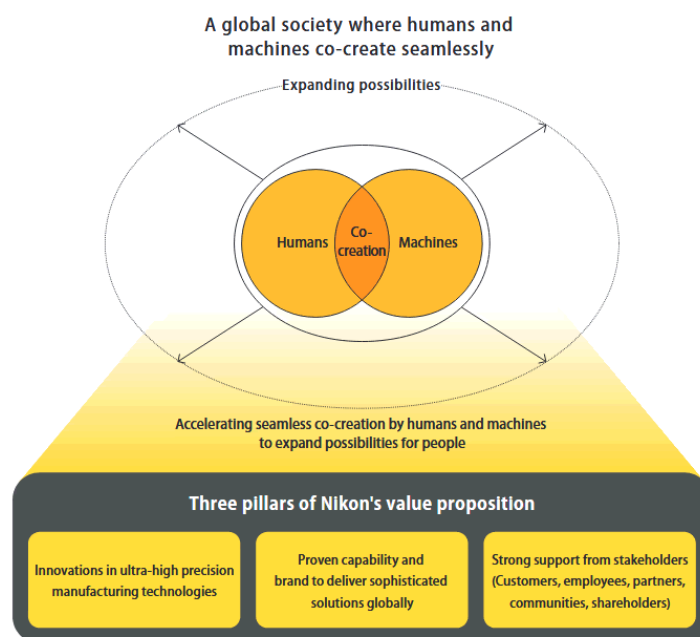 A global society where humans and
machines co-create seamlessly
Expanding possibilities
Humans
Co-
creation
Machines
Accelerating seamless co-creation by humans and machines
to expand possibilities for people
Three pillars of Nikon's value proposition
Innovations in ultra-high precision
manufacturing technologies
Proven capability and
brand to deliver sophisticated
solutions globally
Strong support from stakeholders
(Customers, employees, partners,
communities, shareholders)